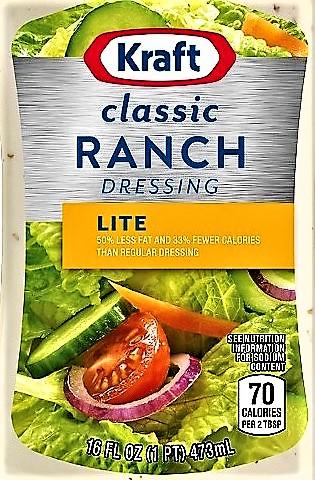 Kraft
classic
RANCH
DRESSING
LITE
50% LESS FAT AND 33% FEWER CALORIES
THAN REGULAR DRESSING
SEE NUTRITION
INFORMATION
FOR SODIUM
CONTENT
70
CALORIES
PER 2 TBSP
16 FL OZ (1 PT) 473mL